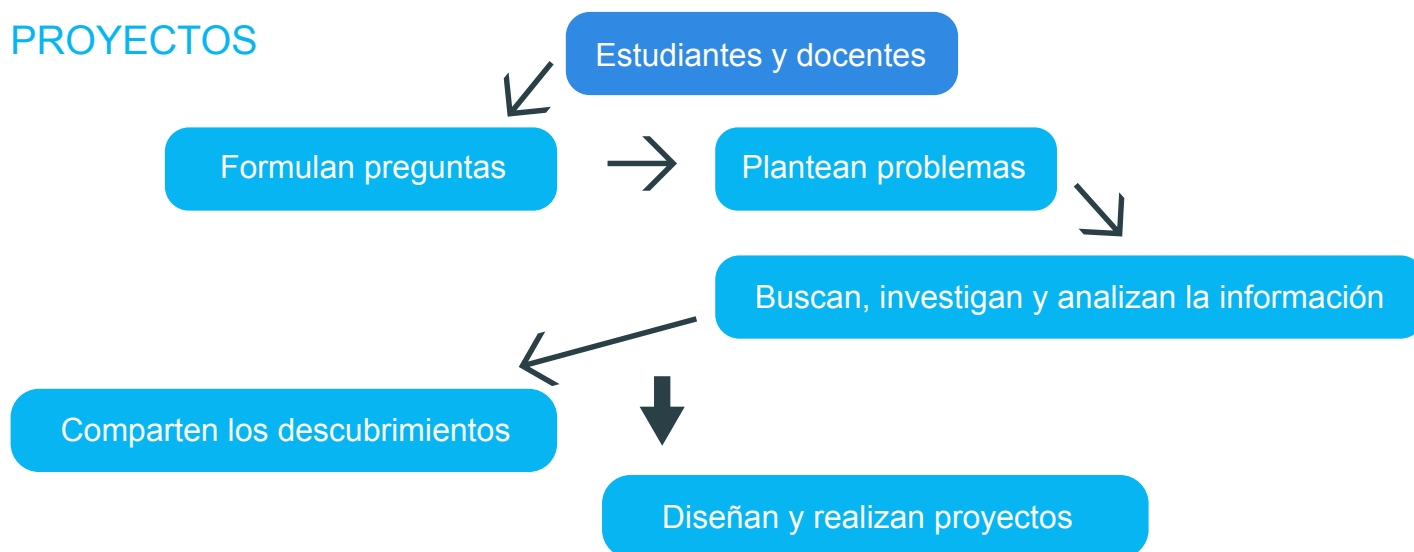 PROYECTOS
Estudiantes y docentes
Formulan preguntas
Plantean problemas
Buscan, investigan y analizan la información
Comparten los descubrimientos
Diseñan y realizan proyectos